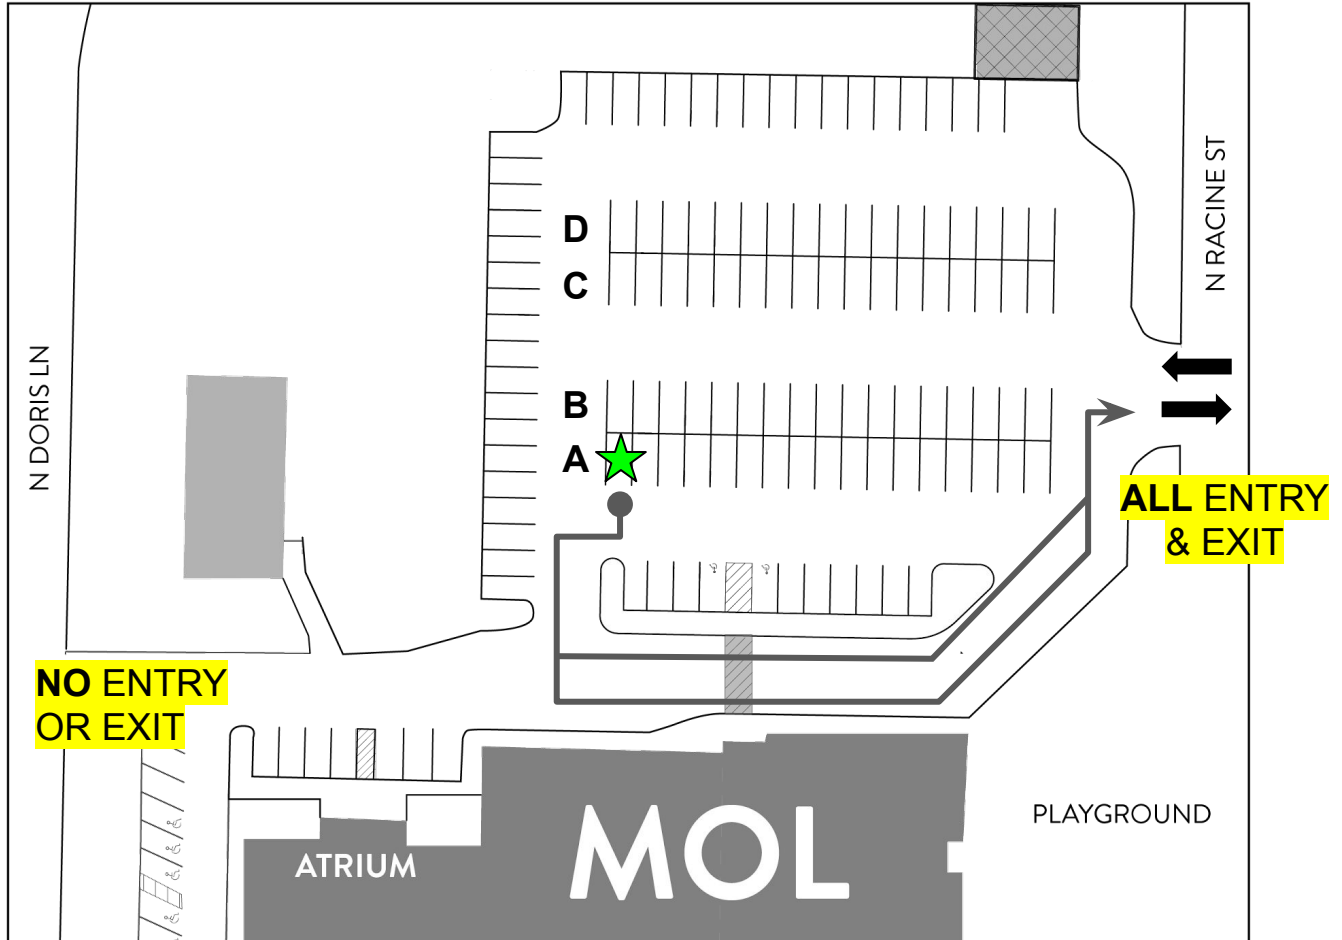 N RACINE ST
D
C
N DORIS LN
B
A
ALL ENTRY
& EXIT
NO ENTRY
OR EXIT
MOL
PLAYGROUND
ATRIUM